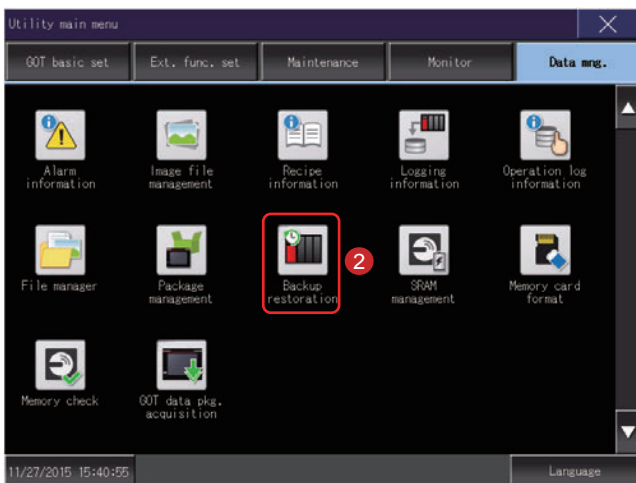 Utility main menu
GOT basic set
Ext. func. set
Maintenance
Monitor
Data mng.
Alarm
information
Image file
management
Recipe
information
Logging
information
Operation log
information
File manager
Package
management
Backup
restoration
2
SRAM
management
Memory card
format
Memory check
GOT data pkg.
acquisition
11/27/2015 15:40:55
Language